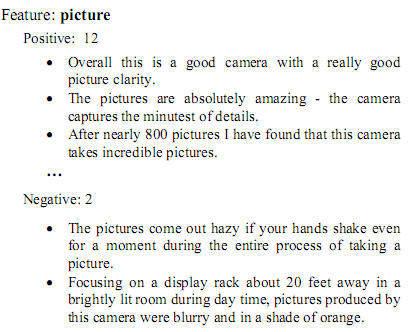 Feature: picture
Positive: 12
• Overall this is a good camera with a really good
picture clarity.
• The pictures are absolutely amazing - the camera
captures the minutest of details.
• After nearly 800 pictures I have found that this camera
takes incredible pictures.
...
Negative: 2
• The pictures come out hazy if your hands shake even
for a moment during the entire process of taking a
picture.
• Focusing on a display rack about 20 feet away in a
brightly lit room during day time, pictures produced by
this camera were blurry and in a shade of orange.